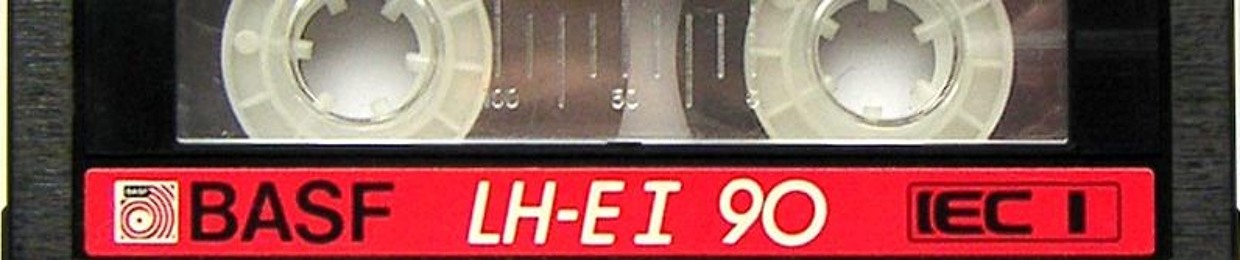 100 50 0
BASF LH-E I 90 IEC I